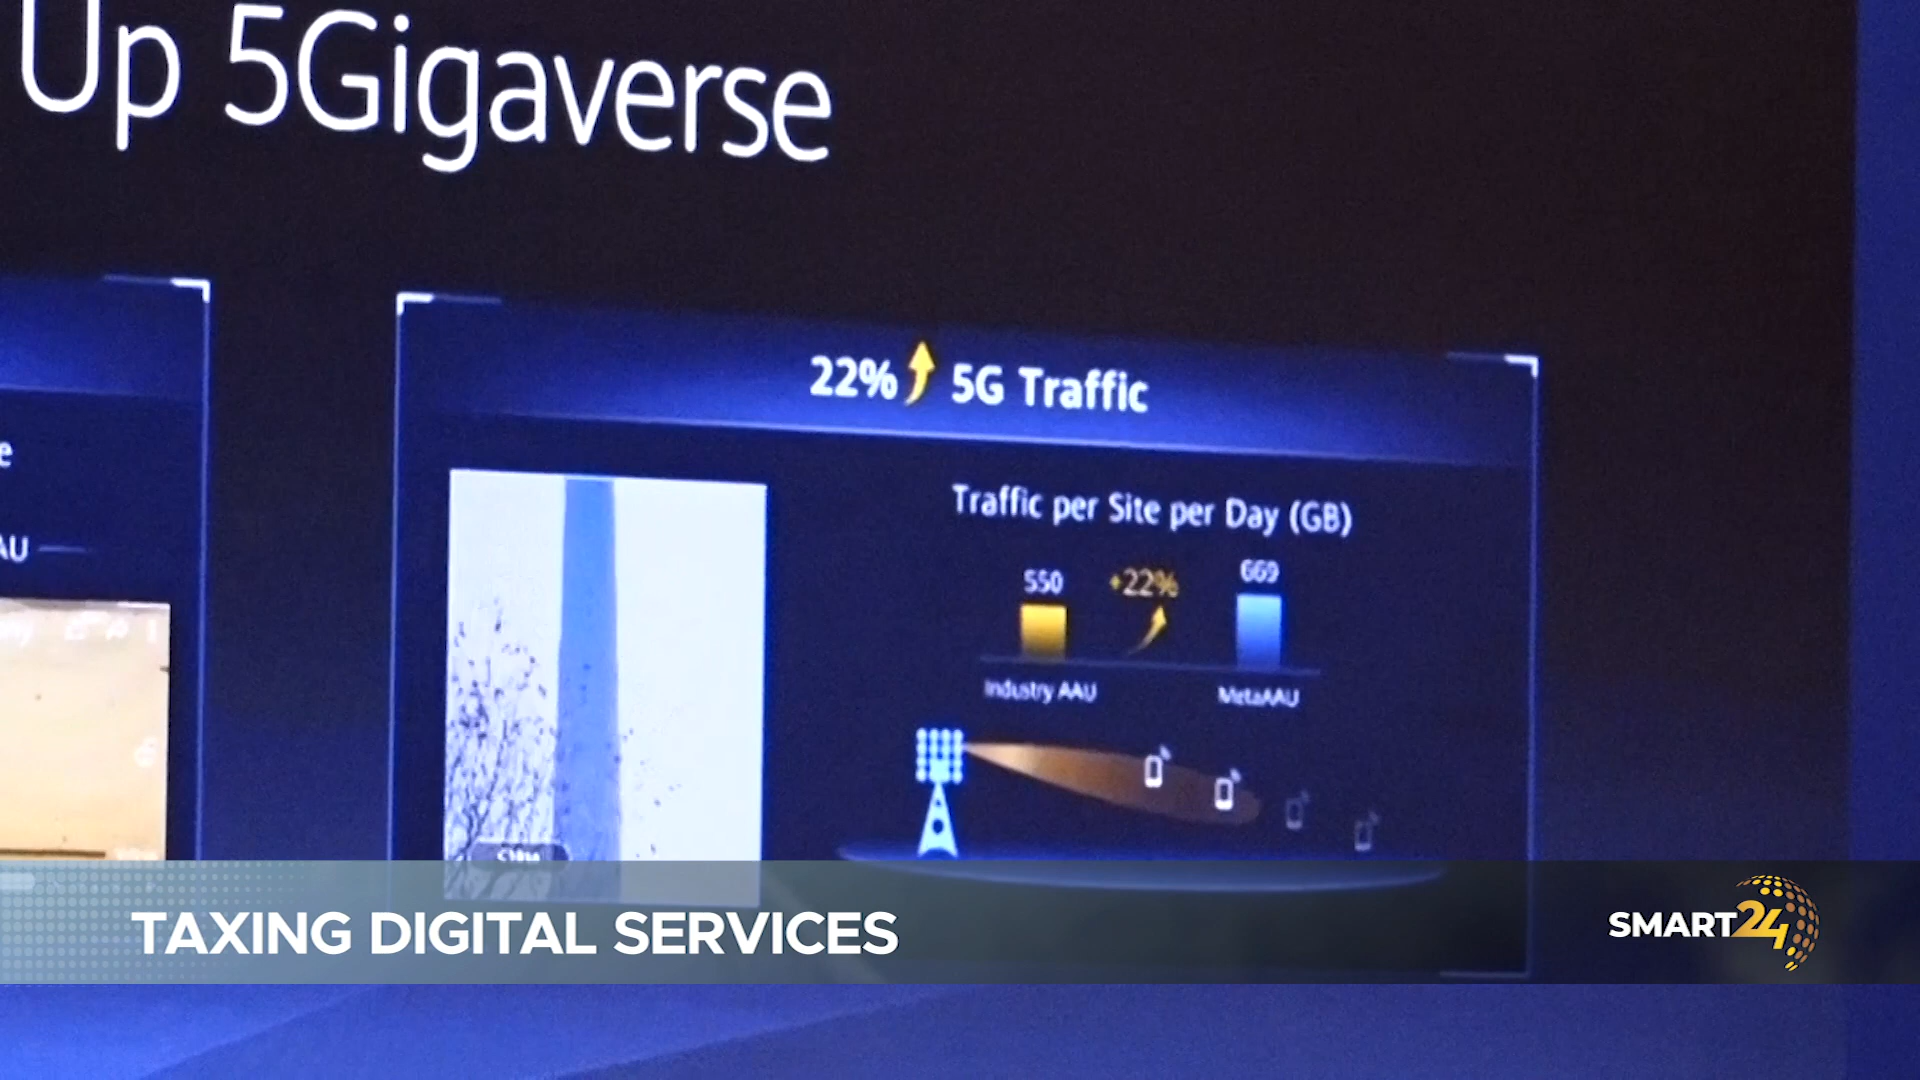 Up 5Gigaverse
22% 5G Traffic
Traffic per Site per Day (GB)
550
+22%
669
Industry AAU
MetaAAU
e
AU
TAXING DIGITAL SERVICES
SMART24